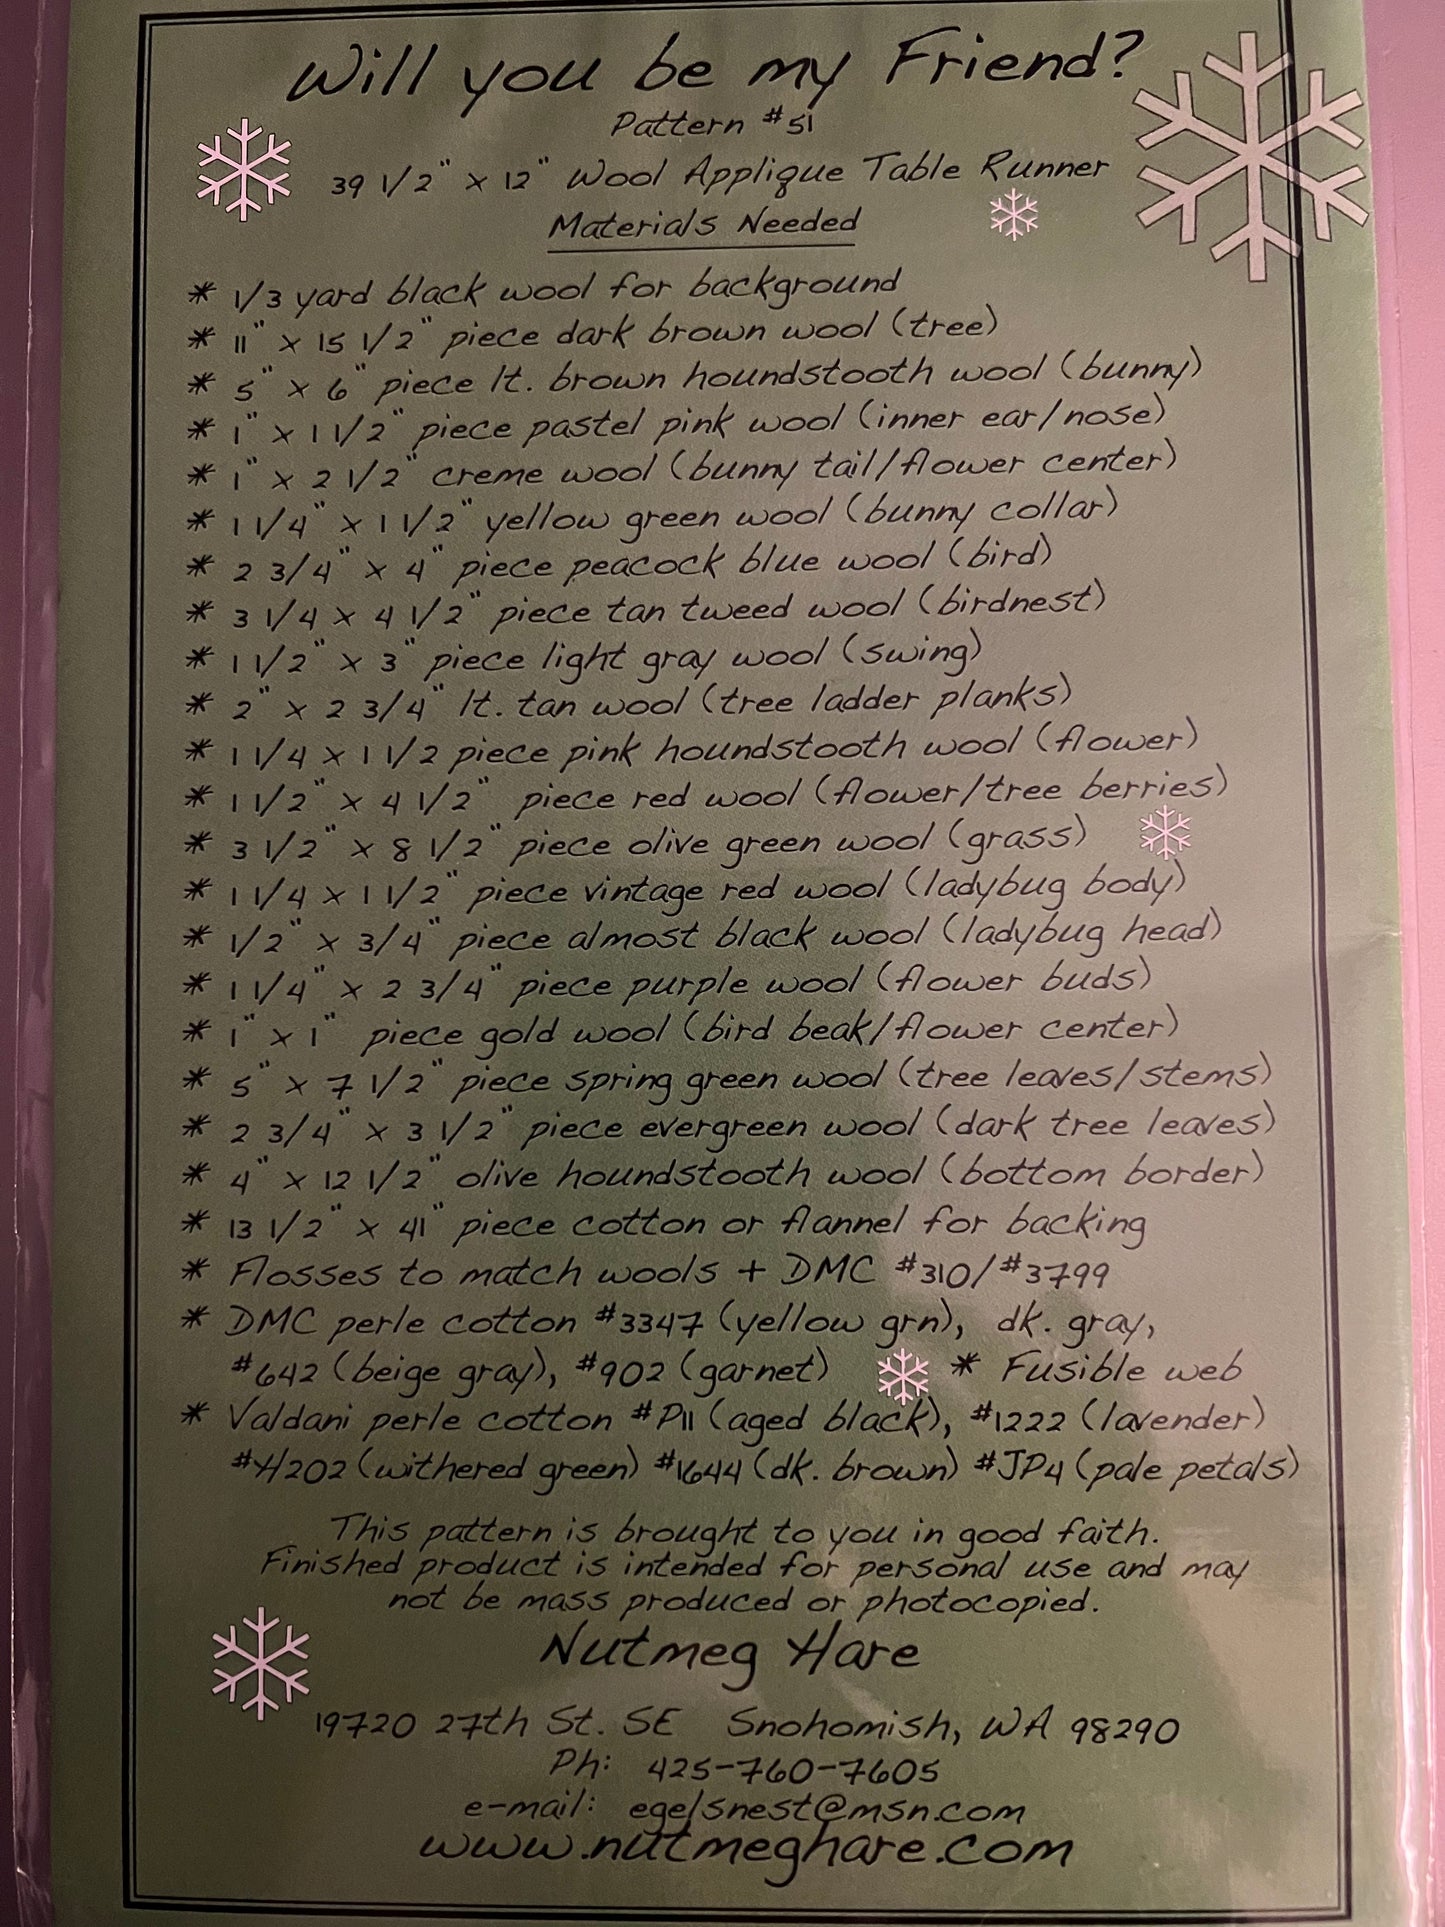 Will you be my Friend?
Pattern #51
39 1/2" x 12" Wool Applique Table Runner
Materials Needed
* 1/3 yard black wool for background
* 11" x 15 1/2" piece dark brown wool (tree)
* 5" x 6" piece lt. brown houndstooth wool (bunny)
* 1" x 1 1/2" piece pastel pink wool (inner ear/nose)
* 1" x 2 1/2" creme wool (bunny tail/flower center)
* 1 1/4" x 1 1/2" yellow green wool (bunny collar)
* 2 3/4" x 4" piece peacock blue wool (bird)
* 3 1/4 x 4 1/2" piece tan tweed wool (birdnest)
* 1 1/2" x 3" piece light gray wool (swing)
* 2" x 2 3/4" lt. tan wool (tree ladder planks)
* 1 1/4 x 1 1/2 piece pink houndstooth wool (flower)
* 1 1/2" x 4 1/2" piece red wool (flower/tree berries)
* 3 1/2" x 8 1/2" piece olive green wool (grass)
* 1 1/4 x 1 1/2" piece vintage red wool (ladybug body)
* 1/2" x 3/4" piece almost black wool (ladybug head)
* 1 1/4" x 2 3/4" piece purple wool (flower buds)
* 1" x 1" piece gold wool (bird beak/flower center)
* 5" x 7 1/2" piece spring green wool (tree leaves/stems)
* 2 3/4" x 3 1/2" piece evergreen wool (dark tree leaves)
* 4" x 12 1/2" olive houndstooth wool (bottom border)
* 13 1/2" x 41" piece cotton or flannel for backing
* Flosses to match wools + DMC #310/#3799
* DMC perle cotton #3347 (yellow grn), dk. gray,
#642 (beige gray), #902 (garnet) * Fusible web
* Valdani perle cotton #P11 (aged black), #1222 (lavender)
#H202 (withered green) #1644 (dk. brown) #JP4 (pale petals)
This pattern is brought to you in good faith.
Finished product is intended for personal use and may
not be mass produced or photocopied.
Nutmeg Hare
19720 27th St. SE Snohomish, WA 98290
Ph: 425-760-7605
e-mail: egelsnest@msn.com
www.nutmeghare.com